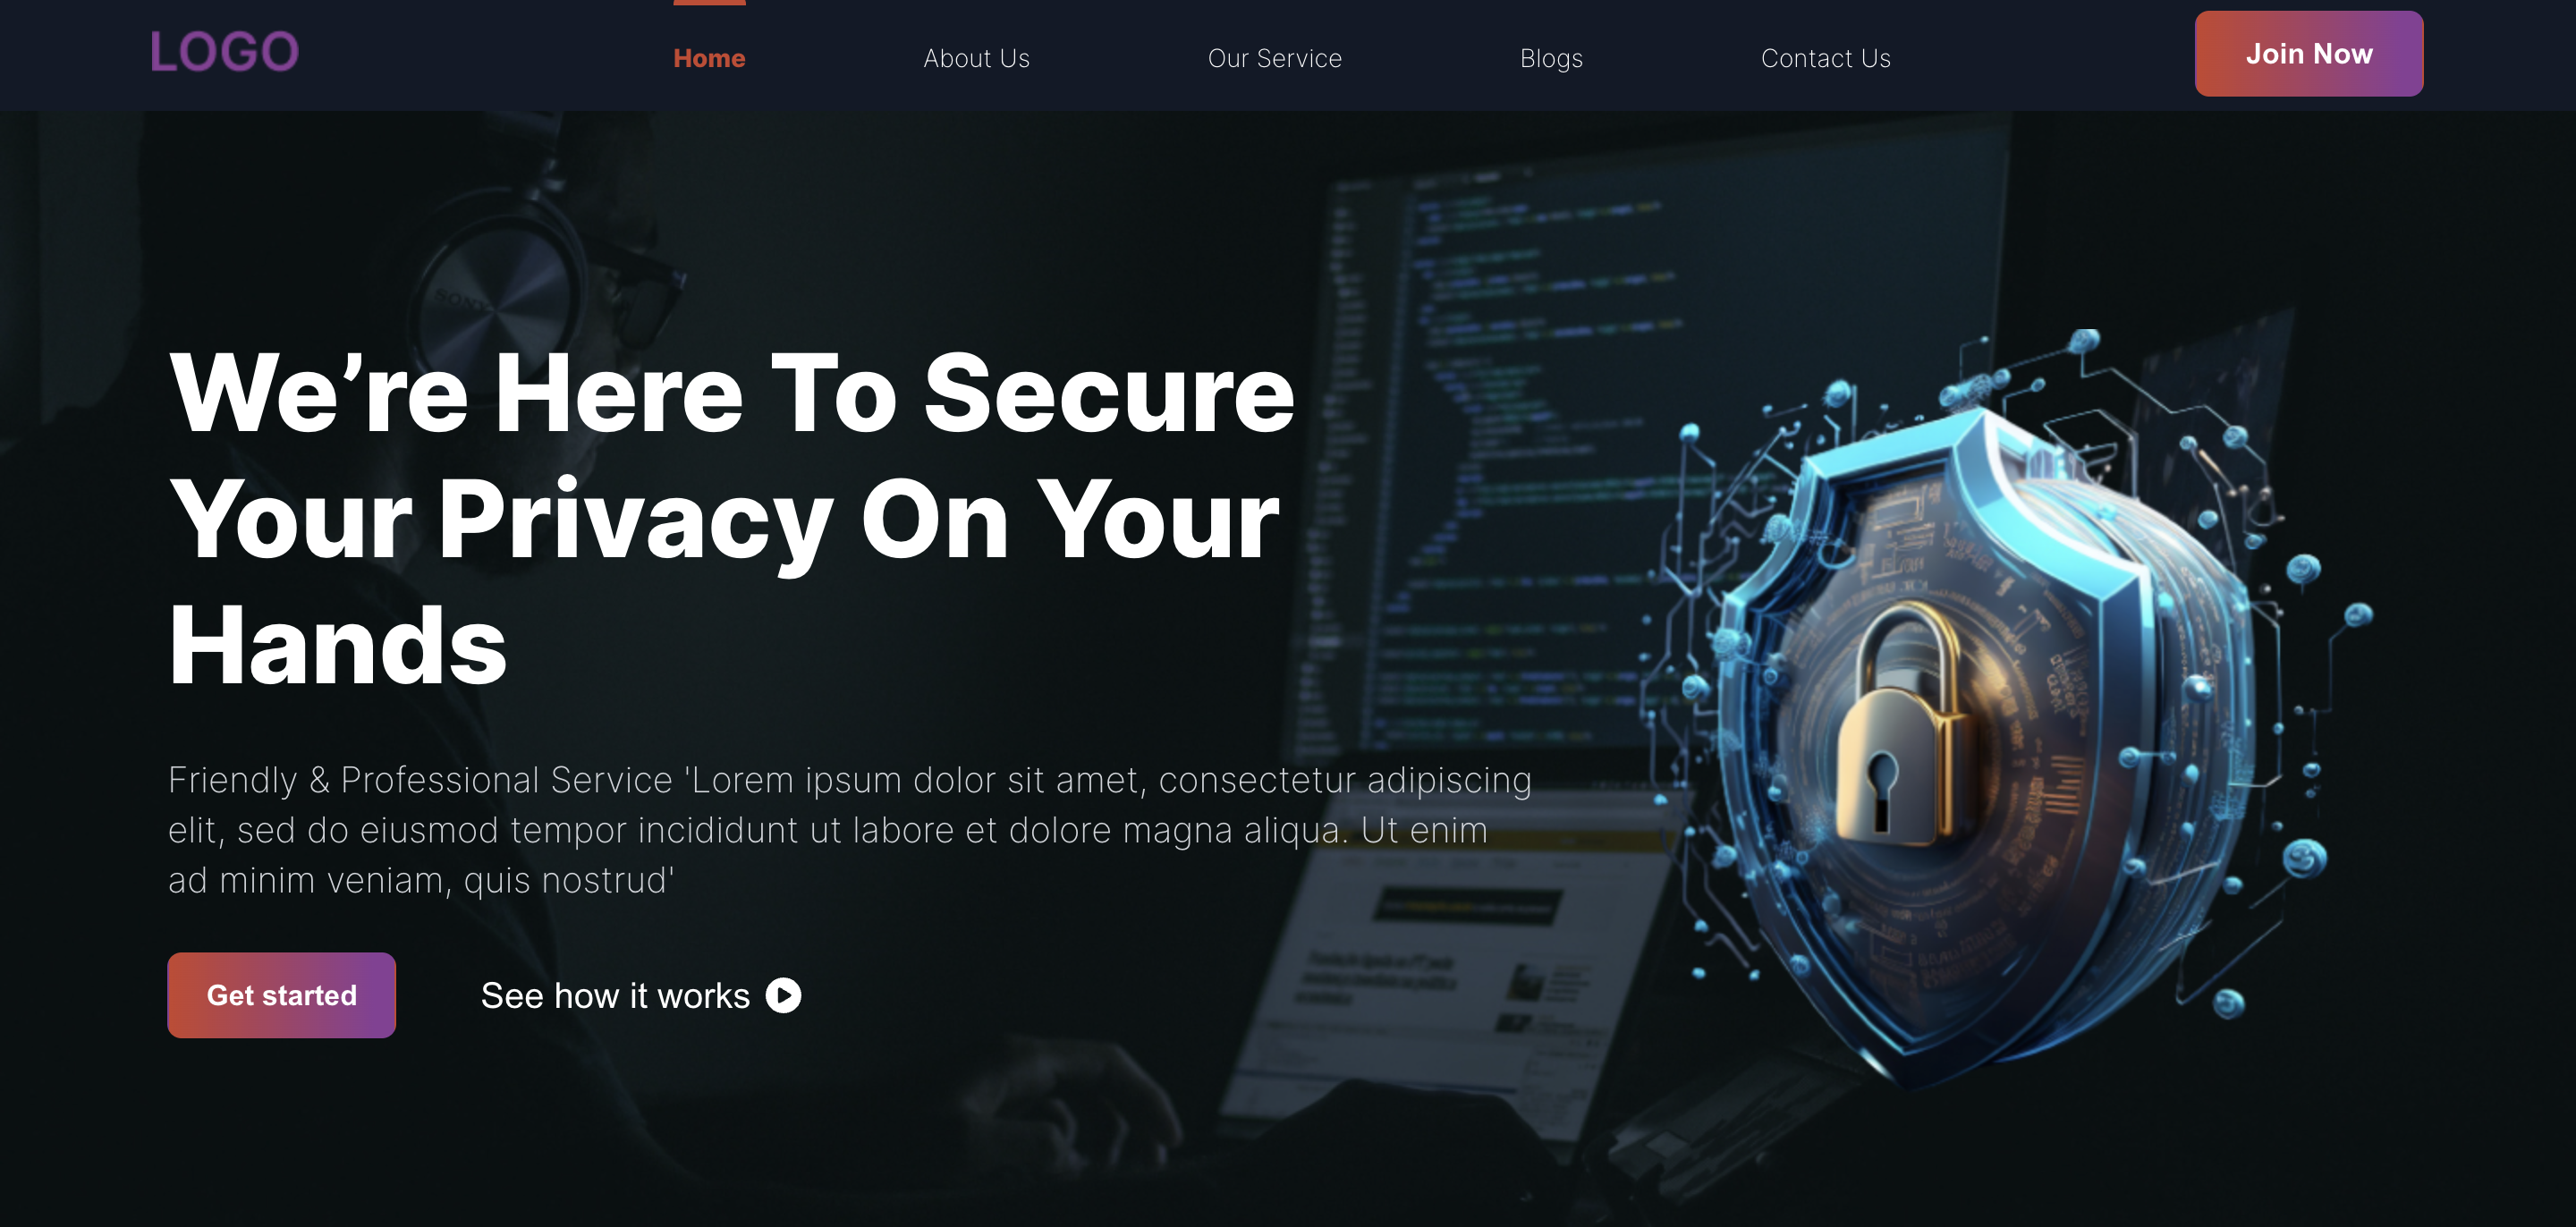 LOGO
Home
About Us
Our Service
Blogs
Contact Us
Join Now
SONY
We’re Here To Secure
Your Privacy On Your
Hands
Friendly & Professional Service 'Lorem ipsum dolor sit amet, consectetur adipiscing
elit, sed do eiusmod tempor incididunt ut labore et dolore magna aliqua. Ut enim
ad minim veniam, quis nostrud'
Get started
See how it works